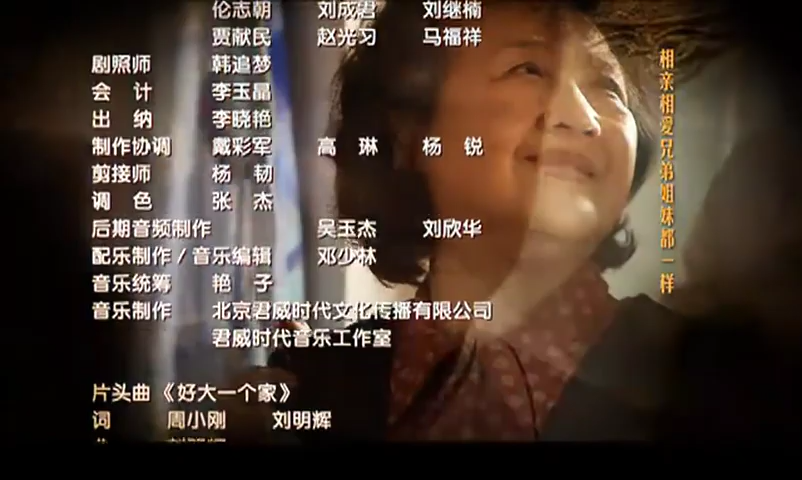 伦志朝 刘成君 刘继楠
贾献民 赵光习 马福祥
剧照师 韩追梦
会 计 李玉晶
出 纳 李晓艳
制作协调 戴彩军 高 琳 杨 锐
剪接师 杨 韧
调 色 张 杰
后期音频制作 吴玉杰 刘欣华
配乐制作 / 音乐编辑 邓少林
音乐统筹 艳 子
音乐制作 北京君威时代文化传播有限公司
君威时代音乐工作室
片头曲《好大一个家》
词 周小刚 刘明辉
相亲相爱兄弟姐妹都一样